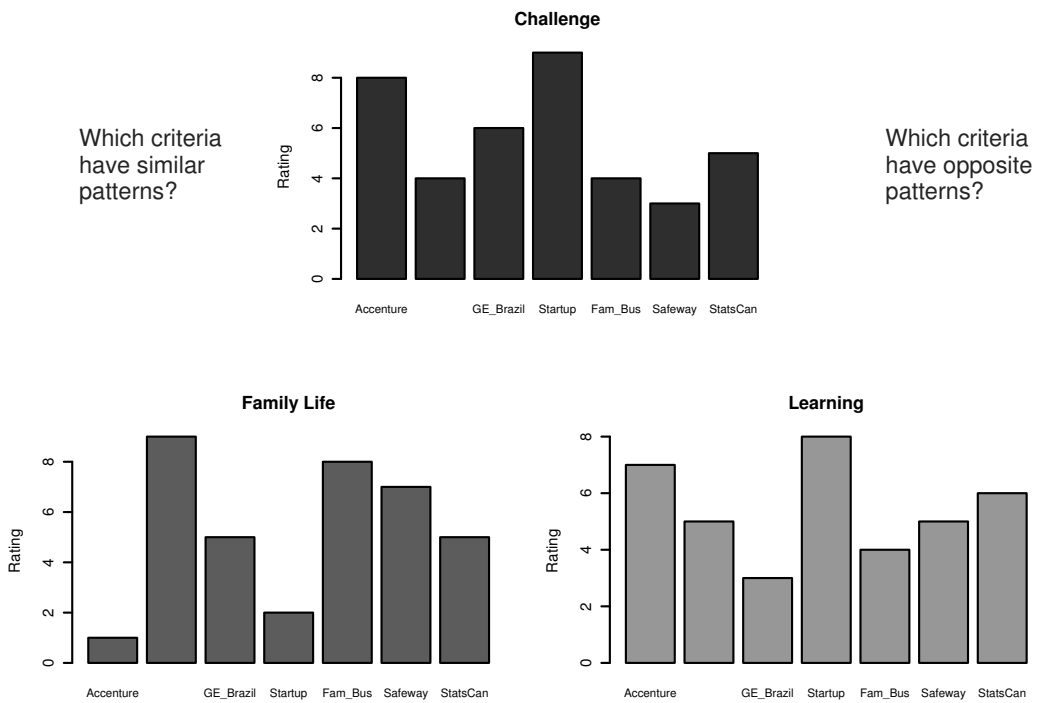 Challenge
Which criteria
have similar
patterns?
Which criteria
have opposite
patterns?
Rating
0
2
4
6
8
Accenture GE_Brazil Startup Fam_Bus Safeway StatsCan
Family Life
Rating
0
2
4
6
8
Accenture GE_Brazil Startup Fam_Bus Safeway StatsCan
Learning
Rating
0
2
4
6
8
Accenture GE_Brazil Startup Fam_Bus Safeway StatsCan